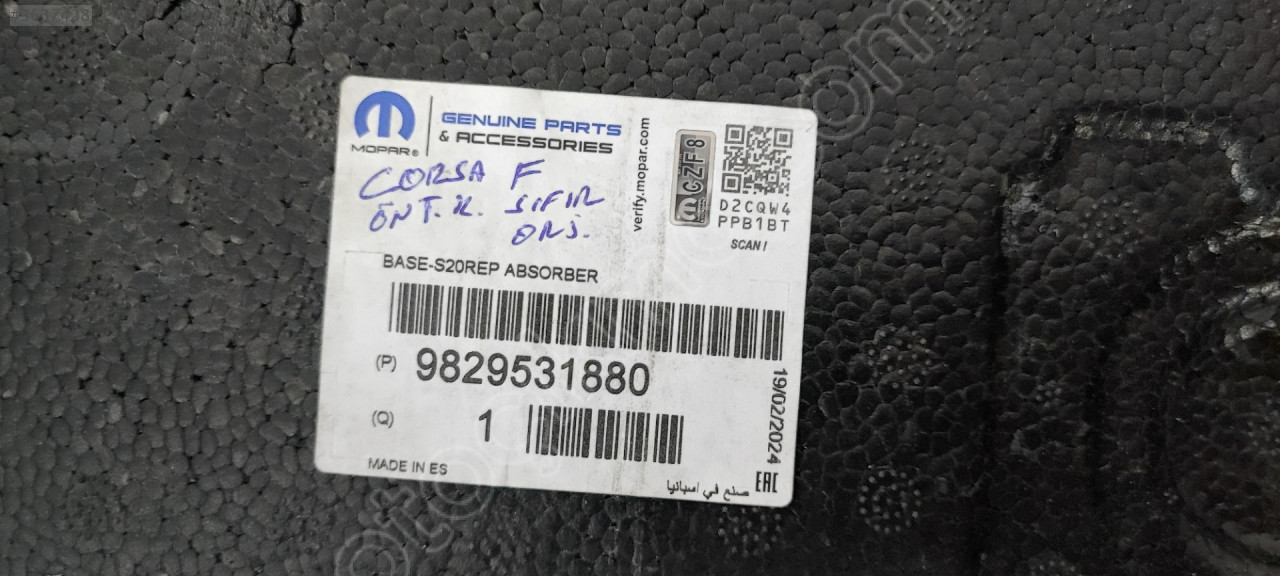 GENUINE PARTS
& ACCESSORIES
MOPAR®
verify.mopar.com
CZF8
D2CQW4
PPB1BT
SCAN!
CORSA F
ÖN T.K. SIFIR
ORJ.
BASE-S20REP ABSORBER
(P) 9829531880
19/02/2024
(Q) 1
MADE IN ES
صنع في اسبانيا
EAC